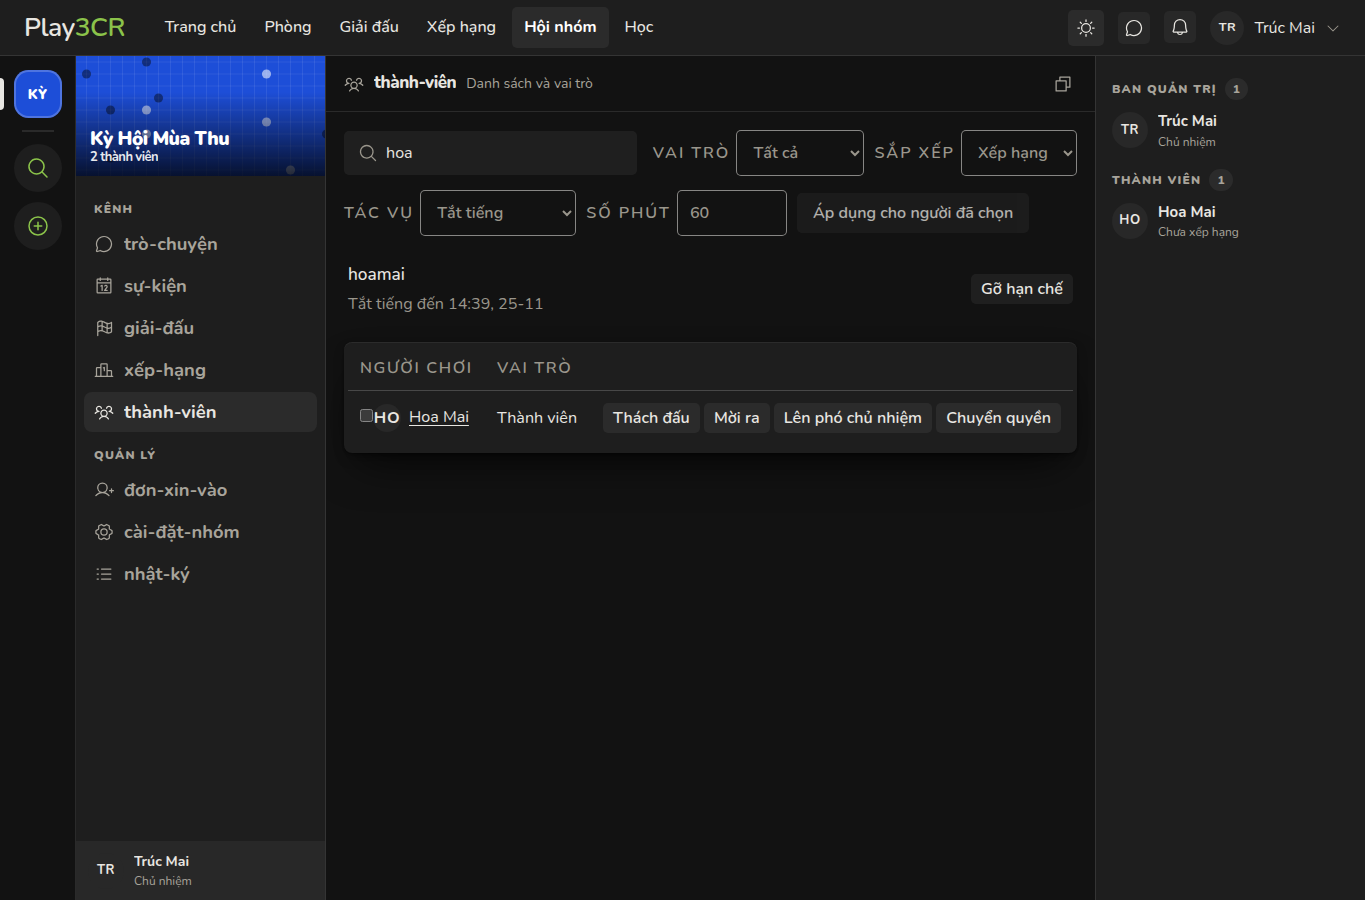 Play3CR
Trang chủ
Phòng
Giải đấu
Xếp hạng
Hội nhóm
Học
TR
Trúc Mai
KỲ
Kỳ Hội Mùa Thu
2 thành viên
KÊNH
trò-chuyện
sự-kiện
giải-đấu
xếp-hạng
thành-viên
QUẢN LÝ
đơn-xin-vào
cài-đặt-nhóm
nhật-ký
TR
Trúc Mai
Chủ nhiệm
thành-viên Danh sách và vai trò
hoa
VAI TRÒ Tất cả
SẮP XẾP Xếp hạng
TÁC VỤ Tắt tiếng
SỐ PHÚT 60
Áp dụng cho người đã chọn
hoamai
Tắt tiếng đến 14:39, 25-11
Gỡ hạn chế
NGƯỜI CHƠI VAI TRÒ
HO Hoa Mai Thành viên Thách đấu Mời ra Lên phó chủ nhiệm Chuyển quyền
BAN QUẢN TRỊ 1
TR
Trúc Mai
Chủ nhiệm
THÀNH VIÊN 1
HO
Hoa Mai
Chưa xếp hạng